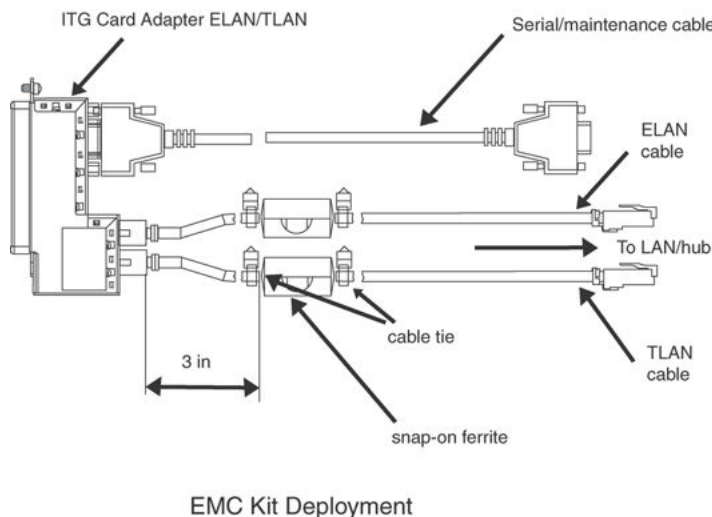 ITG Card Adapter ELAN/TLAN
Serial/maintenance cable
ELAN
cable
To LAN/hub
cable tie
3 in
TLAN
cable
snap-on ferrite
EMC Kit Deployment